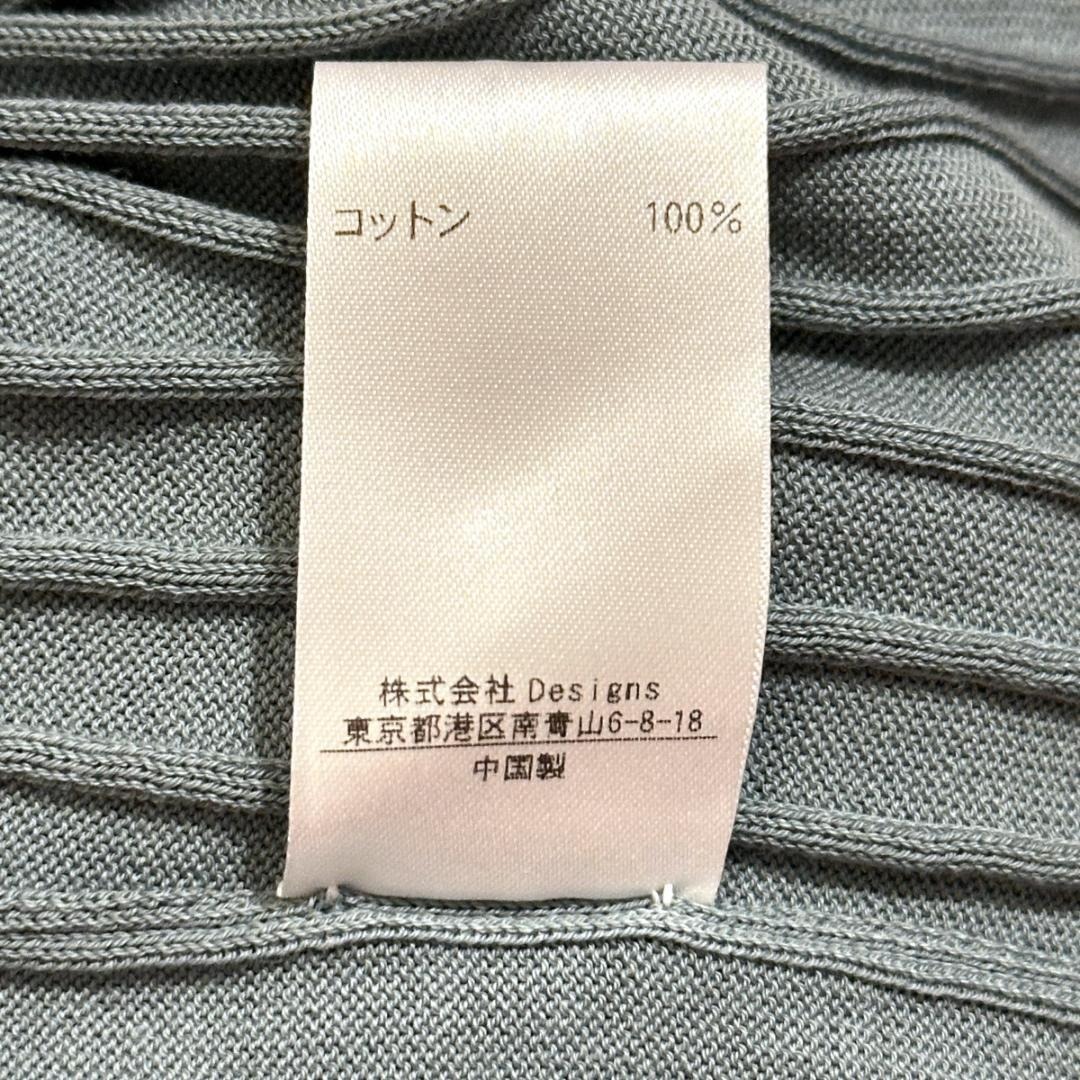 コットン 100%
株式会社 Designs
東京都港区南青山6-8-18
中国製